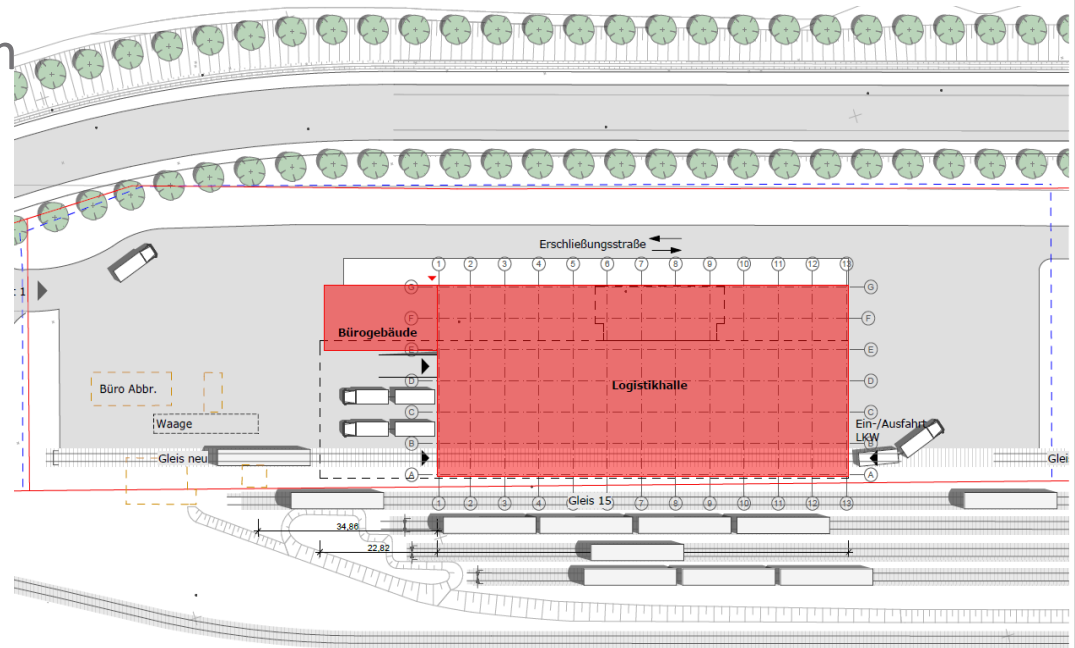 n
Erschließungsstraße
1 2 3 4 5 6 7 8 9 10 11 12 13
G G
t 1
F F
Bürogebäude
E E
D D
Büro Abbr.
Logistikhalle
C C
Waage
Ein-/Ausfahrt
LKW
B B
Gleis neu
Gleis
A A
Gleis 15
1 2 3 4 7 8 9 10 11 12 13
34,86
22,82